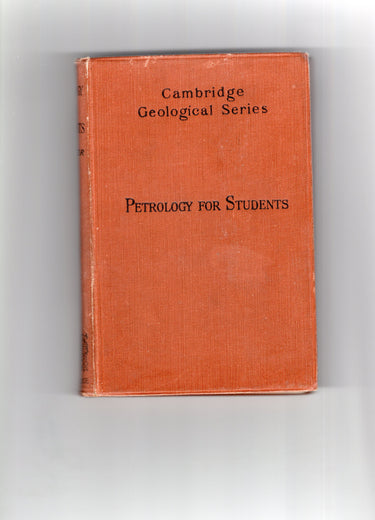 Cambridge
Geological Series
PETROLOGY FOR STUDENTS